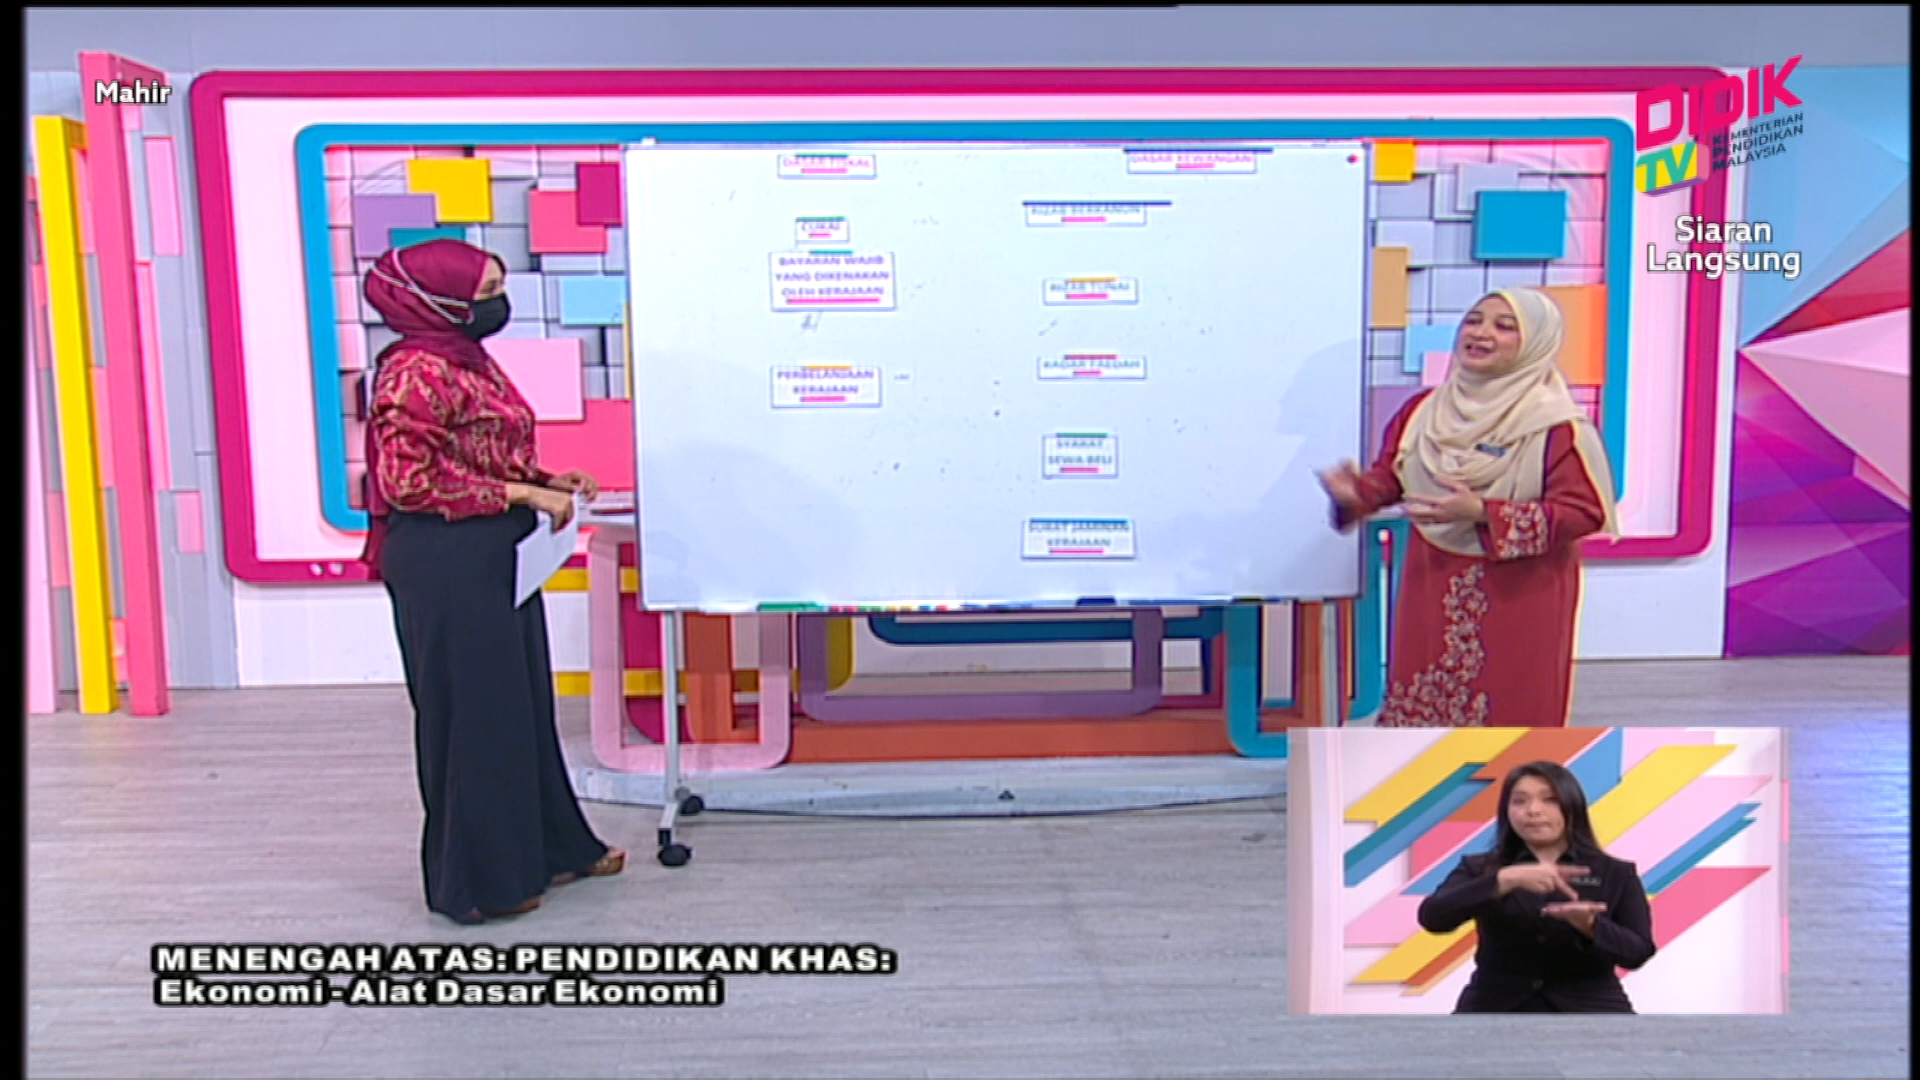 Mahir
DIDIK
TV
KEMENTERIAN
PENDIDIKAN
MALAYSIA
Siaran
Langsung
DASAR FISKAL
DASAR KEWANGAN
CUKAI
RIZAB BERKANUN
BAYARAN WAJIB
YANG DIKENAKAN
OLEH KERAJAAN
RIZAB TUNAI
PERBELANJAAN
KERAJAAN
KADAR FAEDAH
SYARAT
SEWA BELI
SURAT JAMINAN
KERAJAAN
MENENGAH ATAS: PENDIDIKAN KHAS:
Ekonomi - Alat Dasar Ekonomi